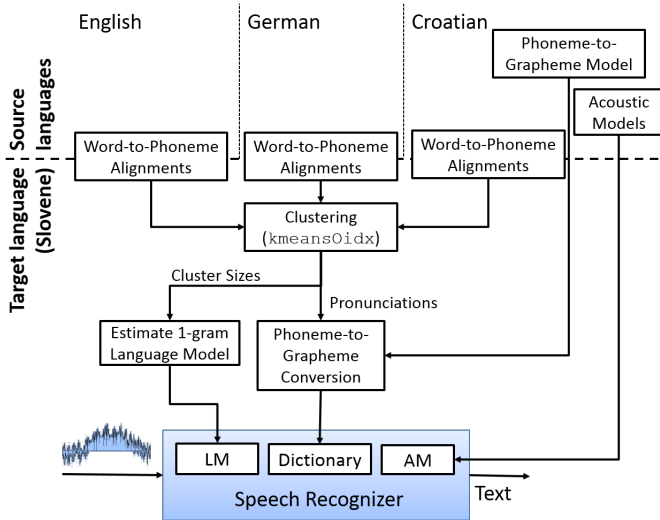 English
German
Croatian
Phoneme-to-
Grapheme Model
Acoustic
Models
Source
languages
Word-to-Phoneme
Alignments
Word-to-Phoneme
Alignments
Word-to-Phoneme
Alignments
Target language
(Slovene)
Clustering
(kmeansOidx)
Cluster Sizes
Pronunciations
Estimate 1-gram
Language Model
Phoneme-to-
Grapheme
Conversion
LM
Dictionary
AM
Speech Recognizer
Text